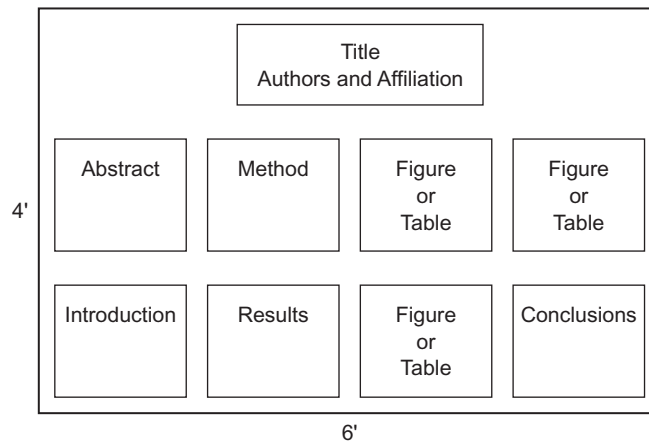 Title
Authors and Affiliation
Abstract
Method
Figure
or
Table
Figure
or
Table
4'
Introduction
Results
Figure
or
Table
Conclusions
6'